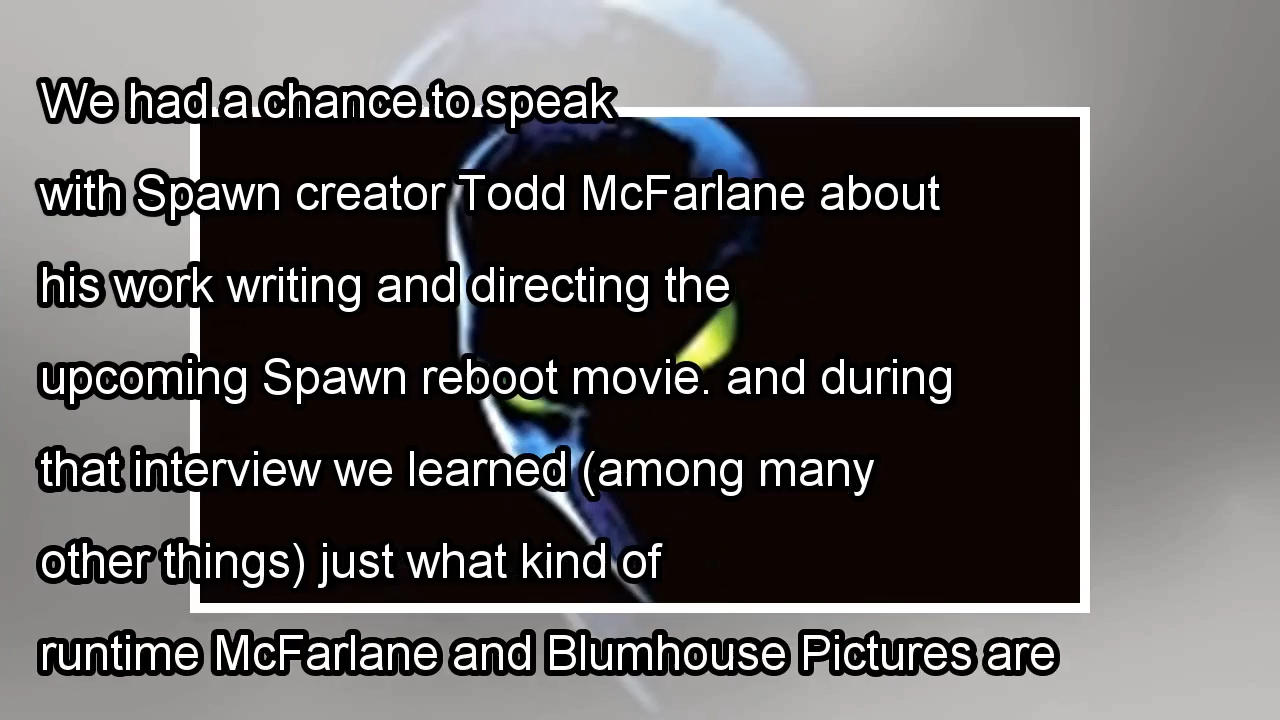 We had a chance to speak
with Spawn creator Todd McFarlane about
his work writing and directing the
upcoming Spawn reboot movie. and during
that interview we learned (among many
other things) just what kind of
runtime McFarlane and Blumhouse Pictures are